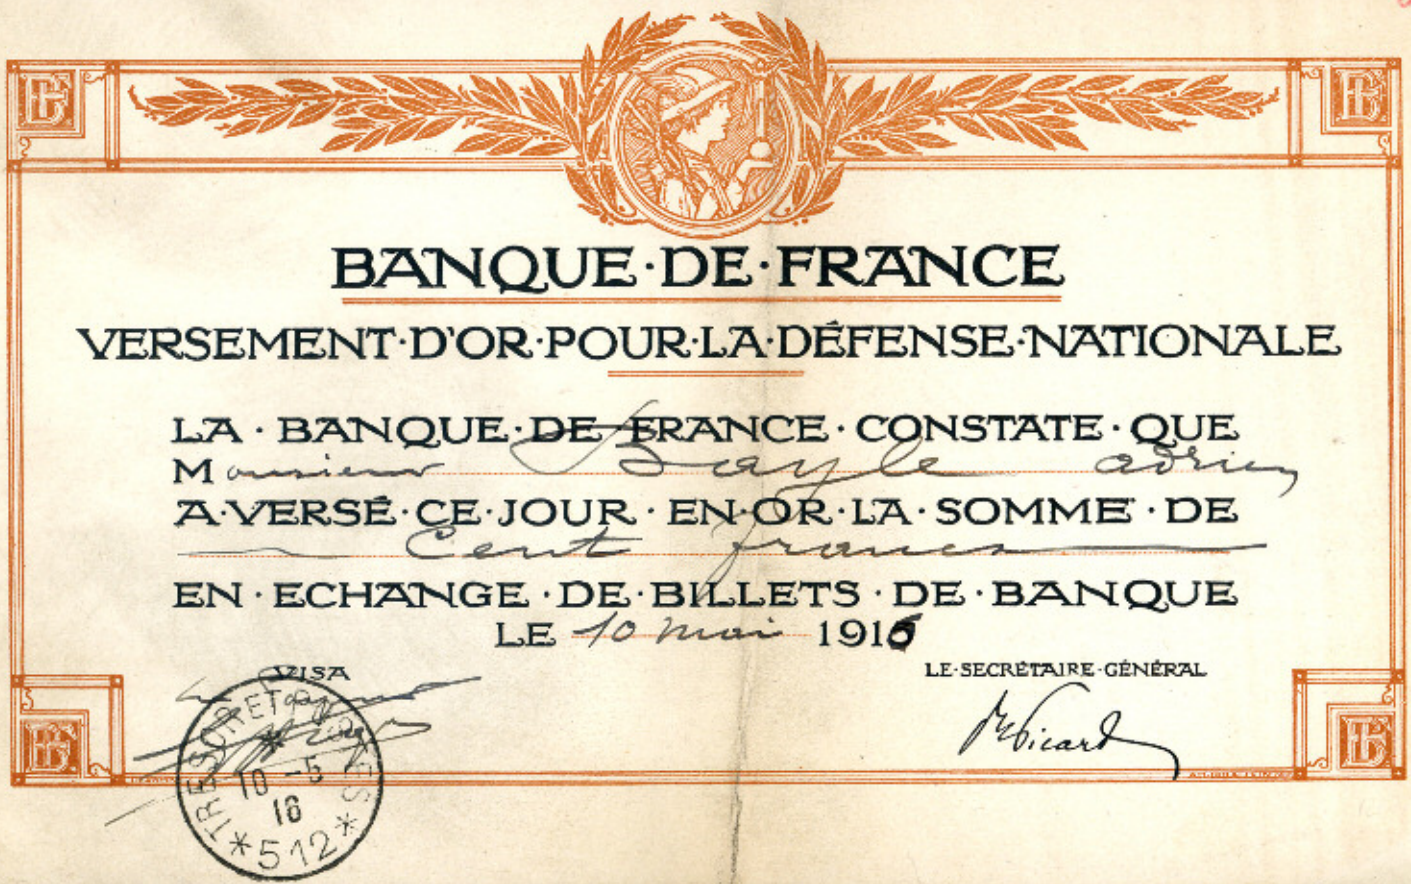 BANQUE·DE·FRANCE
VERSEMENT·D'OR·POUR·LA·DÉFENSE·NATIONALE
LA·BANQUE·DE·FRANCE·CONSTATE·QUE
Monsieur Bayle Adrien
A·VERSÉ·CE·JOUR·EN·OR·LA·SOMME·DE
Cent francs
EN·ECHANGE·DE·BILLETS·DE·BANQUE
LE 10 mai 1916
VISA
LE·SECRÉTAIRE·GÉNÉRAL
Picard
TRESOR ET POSTES
10 -5
16
*512*